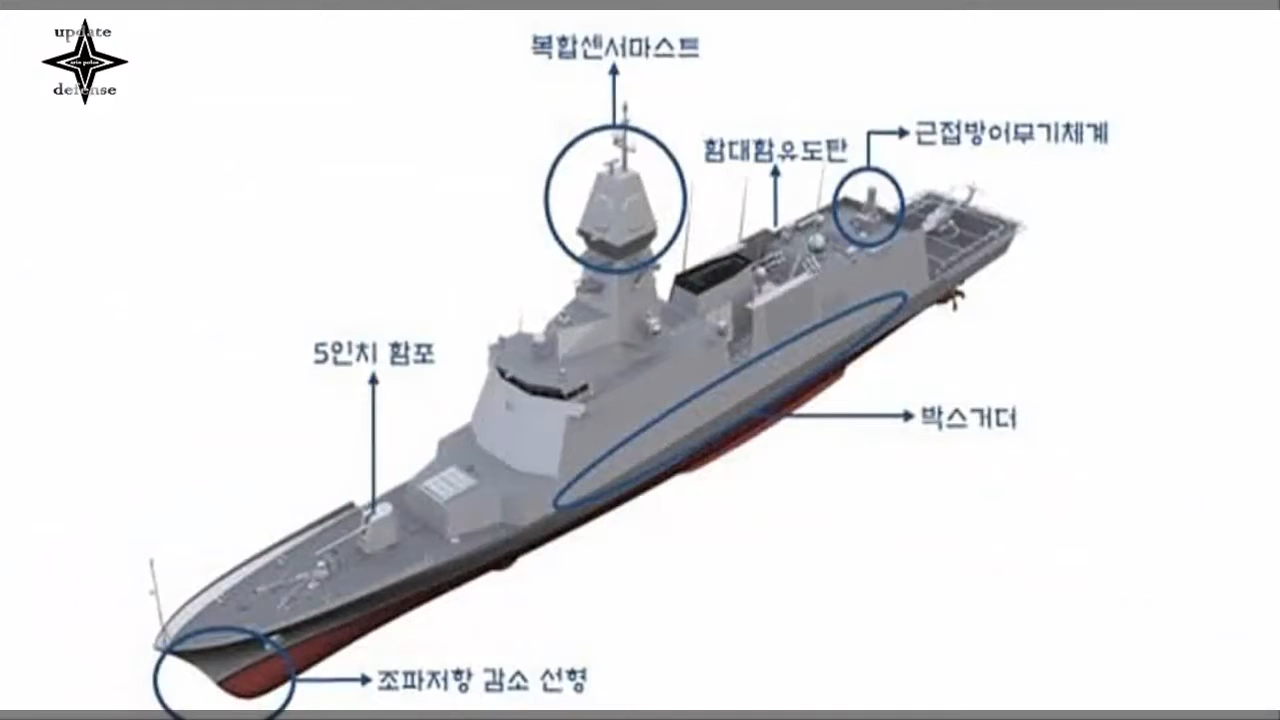 update
defense
복합센서마스트
근접방어무기체계
함대함유도탄
5인치 함포
박스거더
조파저항 감소 선형